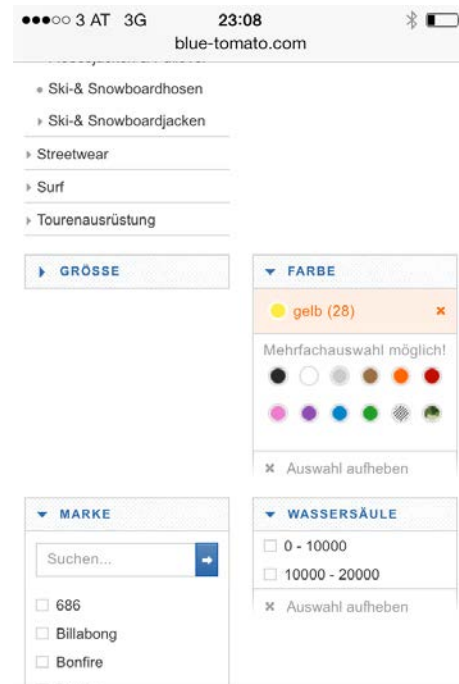 3 AT 3G 23:08
blue-tomato.com
Ski-& Snowboardhosen
Ski-& Snowboardjacken
Streetwear
Surf
Tourenausrüstung
GRÖSSE
FARBE
gelb (28)
Mehrfachauswahl möglich!
Auswahl aufheben
MARKE
Suchen...
686
Billabong
Bonfire
WASSERSÄULE
0 - 10000
10000 - 20000
Auswahl aufheben